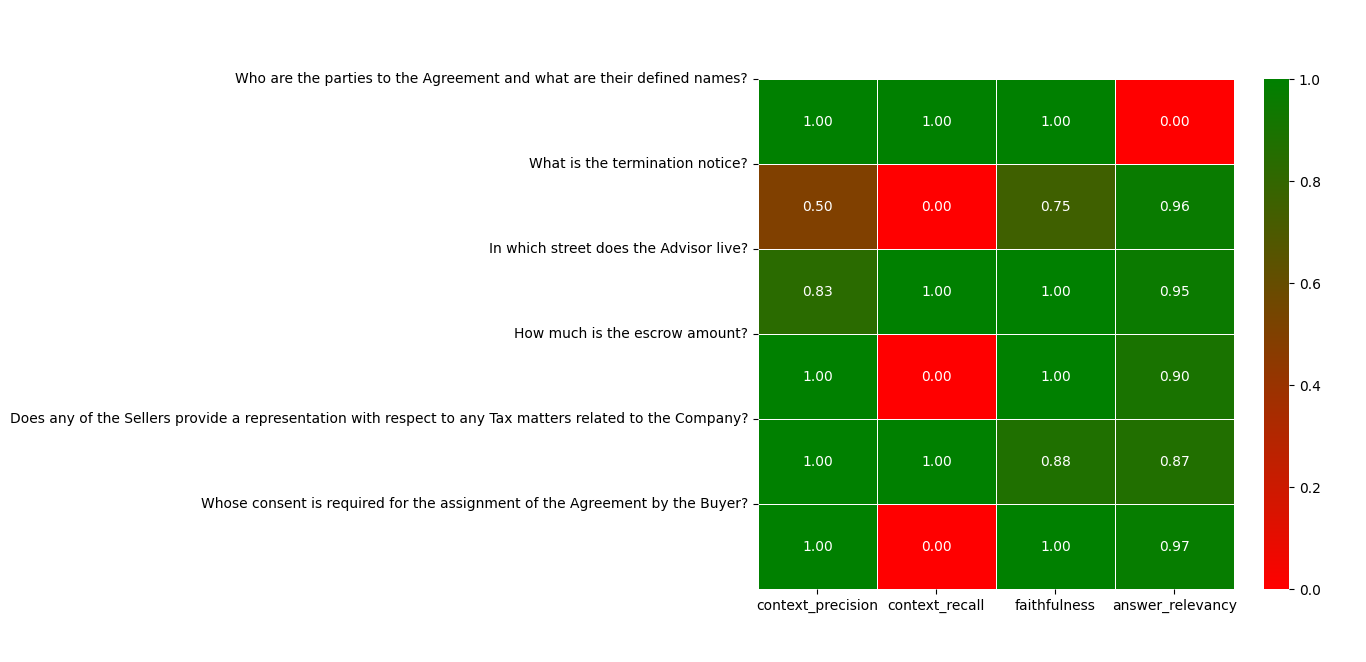 Who are the parties to the Agreement and what are their defined names?
1.0
1.00 1.00 1.00 0.00
What is the termination notice?
0.8
0.50 0.00 0.75 0.96
In which street does the Advisor live?
0.83 1.00 1.00 0.95
0.6
How much is the escrow amount?
1.00 0.00 1.00 0.90
0.4
Does any of the Sellers provide a representation with respect to any Tax matters related to the Company?
1.00 1.00 0.88 0.87
0.2
Whose consent is required for the assignment of the Agreement by the Buyer?
1.00 0.00 1.00 0.97
0.0
context_precision context_recall faithfulness answer_relevancy